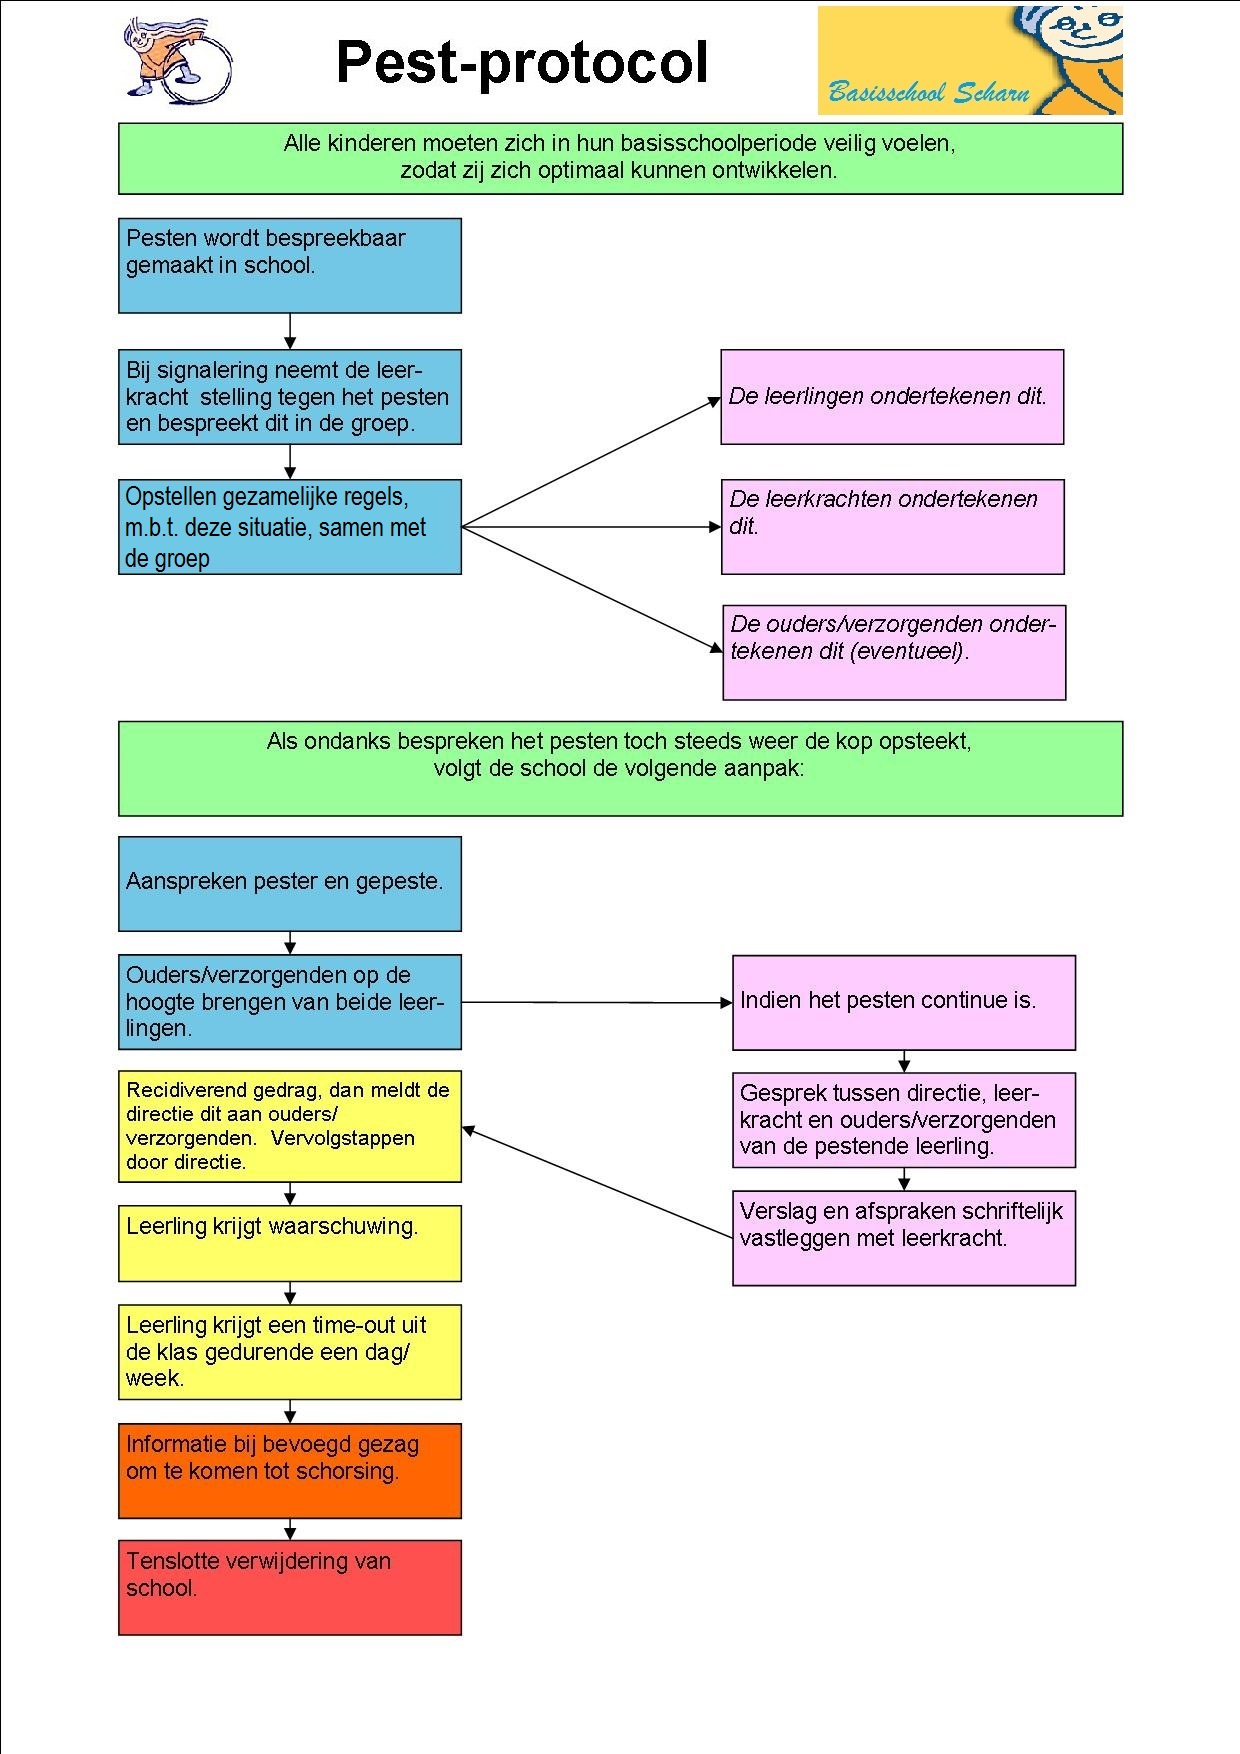 Pest-protocol
Basisschool Scharn
Alle kinderen moeten zich in hun basisschoolperiode veilig voelen,
zodat zij zich optimaal kunnen ontwikkelen.
Pesten wordt bespreekbaar
gemaakt in school.
Bij signalering neemt de leer-
kracht stelling tegen het pesten
en bespreekt dit in de groep.
Opstellen gezamelijke regels,
m.b.t. deze situatie, samen met
de groep
De leerlingen ondertekenen dit.
De leerkrachten ondertekenen
dit.
De ouders/verzorgenden onder-
tekenen dit (eventueel).
Als ondanks bespreken het pesten toch steeds weer de kop opsteekt,
volgt de school de volgende aanpak:
Aanspreken pester en gepeste.
Ouders/verzorgenden op de
hoogte brengen van beide leer-
lingen.
Indien het pesten continue is.
Gesprek tussen directie, leer-
kracht en ouders/verzorgenden
van de pestende leerling.
Verslag en afspraken schriftelijk
vastleggen met leerkracht.
Recidiverend gedrag, dan meldt de
directie dit aan ouders/
verzorgenden. Vervolgstappen
door directie.
Leerling krijgt waarschuwing.
Leerling krijgt een time-out uit
de klas gedurende een dag/
week.
Informatie bij bevoegd gezag
om te komen tot schorsing.
Tenslotte verwijdering van
school.